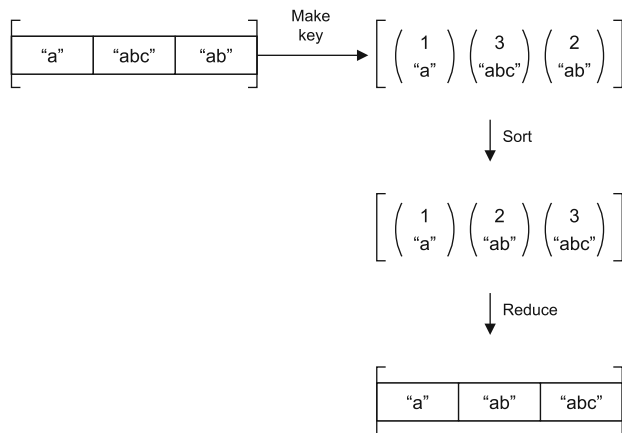 “a” “abc” “ab”
Make
key
1 3 2
“a” “abc” “ab”
Sort
1 2 3
“a” “ab” “abc”
Reduce
“a” “ab” “abc”